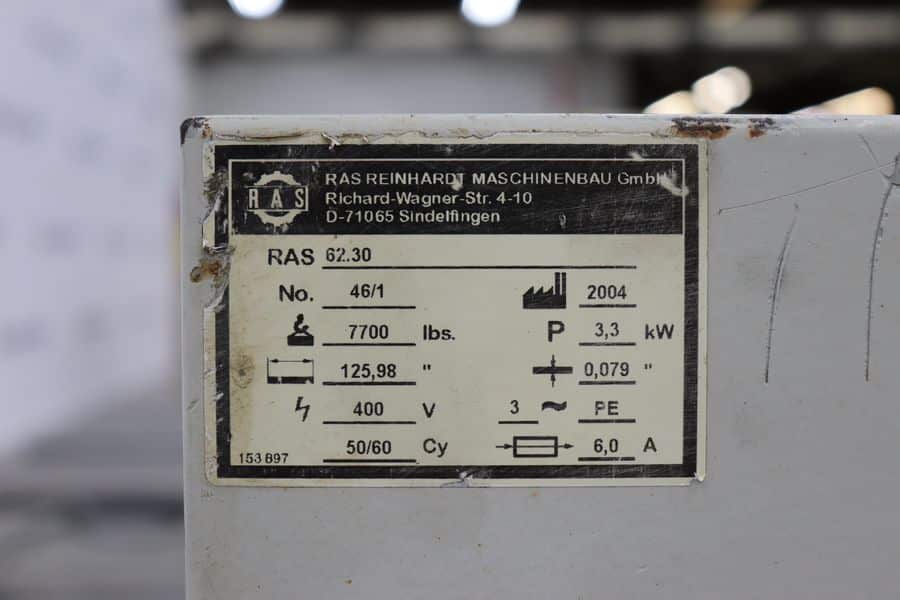 RAS
RAS REINHARDT MASCHINENBAU GmbH
Richard-Wagner-Str. 4-10
D-71065 Sindelfingen
RAS 62.30
No. 46/1 2004
7700 lbs. P 3,3 kW
125,98 " 0,079 "
400 V 3 ~ PE
50/60 Cy 6,0 A
153 897